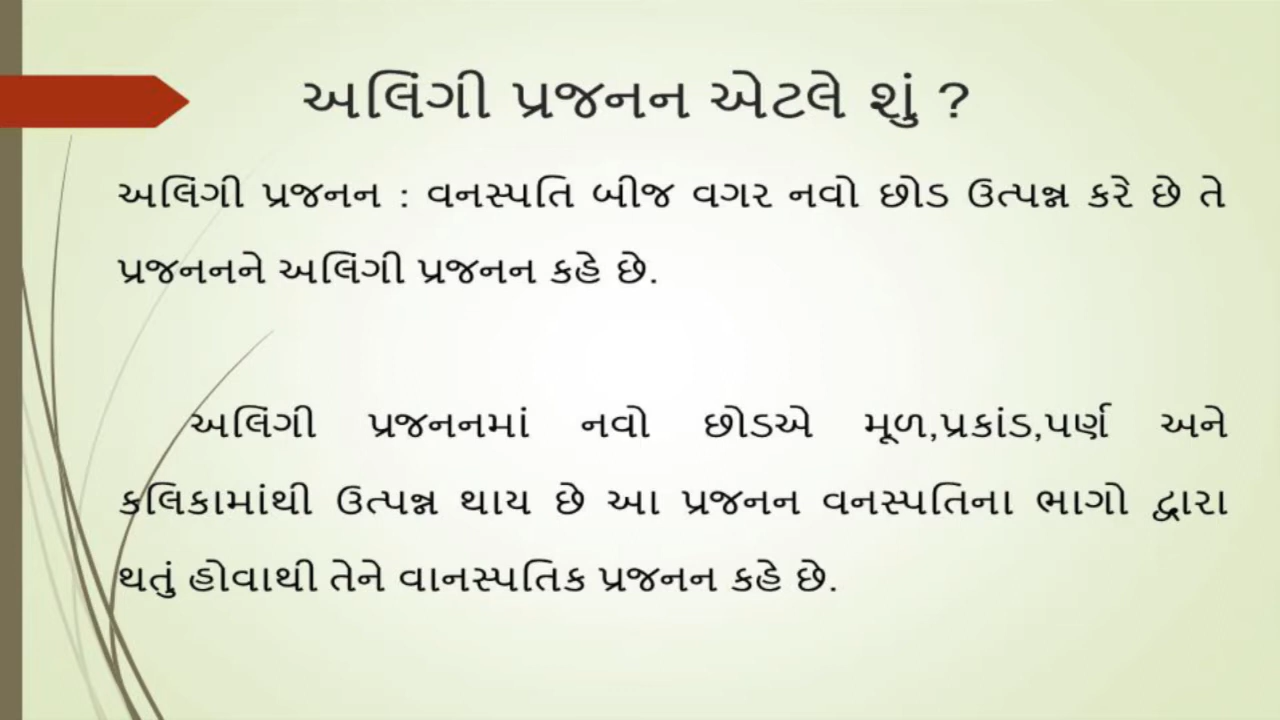 અલિંગી પ્રજનન એટલે શું ?
અલિંગી પ્રજનન : વનસ્પતિ બીજ વગર નવો છોડ ઉત્પન્ન કરે છે તે
પ્રજનનને અલિંગી પ્રજનન કહે છે.
અલિંગી પ્રજનનમાં નવો છોડએ મૂળ,પ્રકાંડ,પર્ણ અને
કલિકામાંથી ઉત્પન્ન થાય છે આ પ્રજનન વનસ્પતિના ભાગો દ્વારા
થતું હોવાથી તેને વાનસ્પતિક પ્રજનન કહે છે.